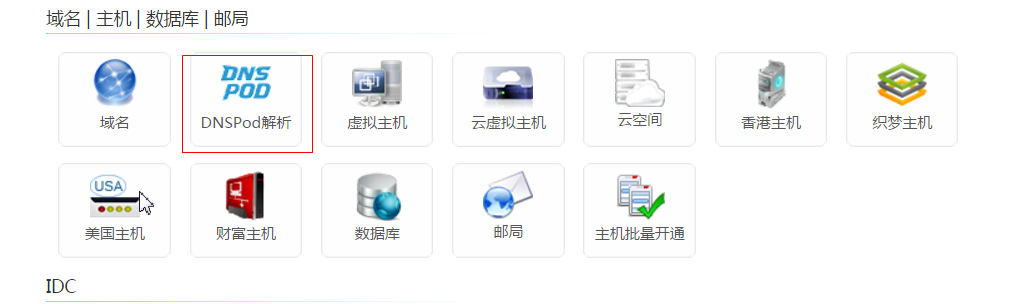 域名 | 主机 | 数据库 | 邮局
DNS
POD
域名
DNSPod解析
虚拟主机
云虚拟主机
云空间
香港主机
织梦主机
USA
美国主机
财富主机
数据库
邮局
主机批量开通
IDC